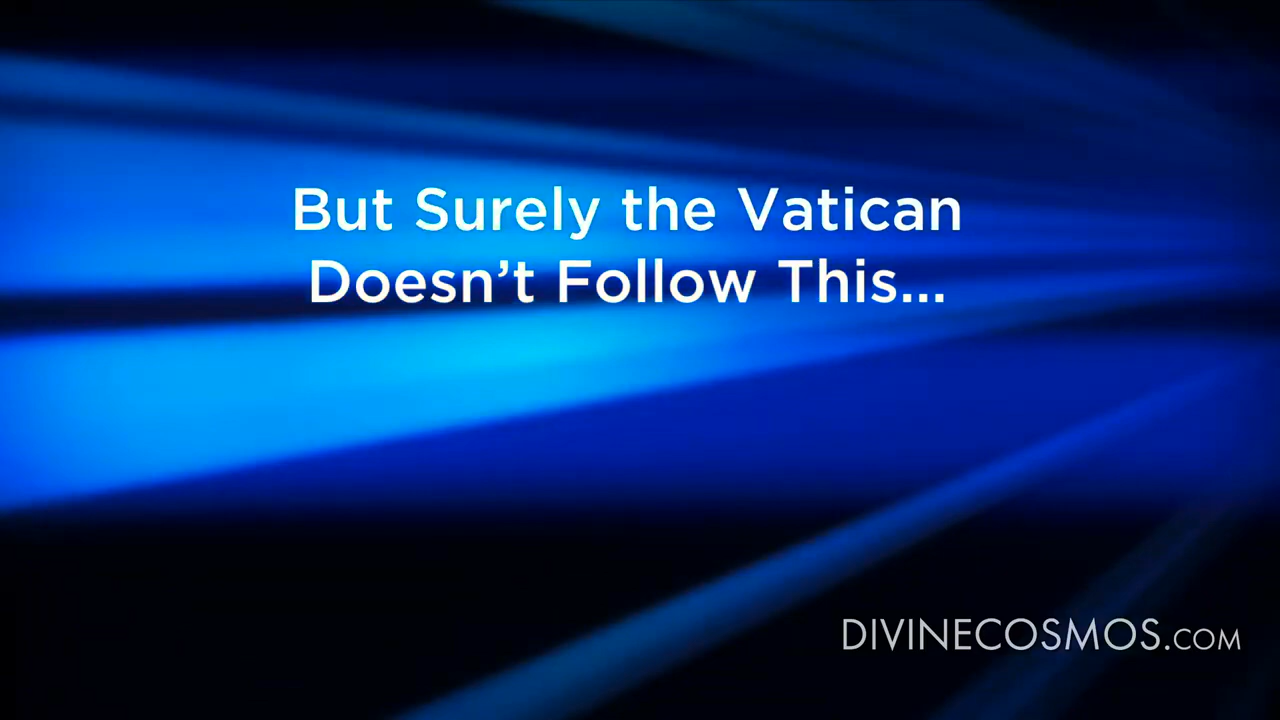 But Surely the Vatican
Doesn’t Follow This...
DIVINECOSMOS.COM